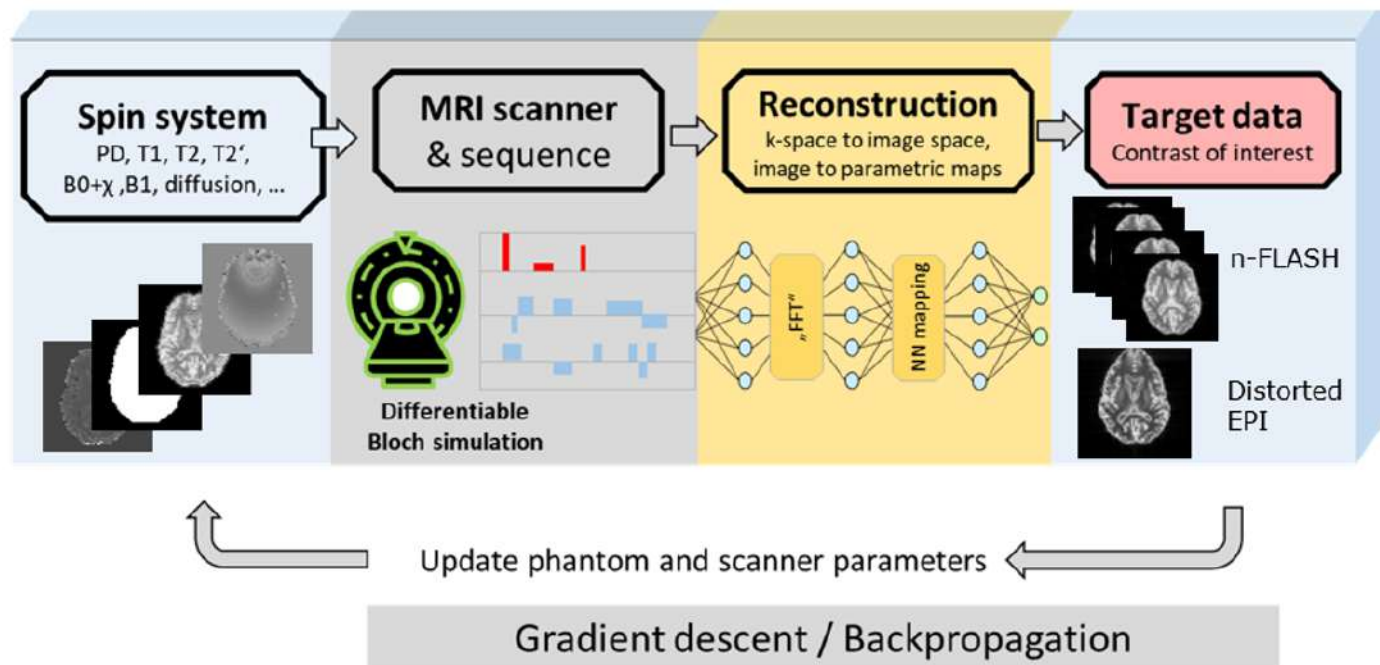 Spin system
PD, T1, T2, T2‘,
B0+χ ,B1, diffusion, ...
MRI scanner
& sequence
Reconstruction
k-space to image space,
image to parametric maps
Target data
Contrast of interest
Differentiable
Bloch simulation
„FFT“
NN mapping
n-FLASH
Distorted
EPI
Update phantom and scanner parameters
Gradient descent / Backpropagation